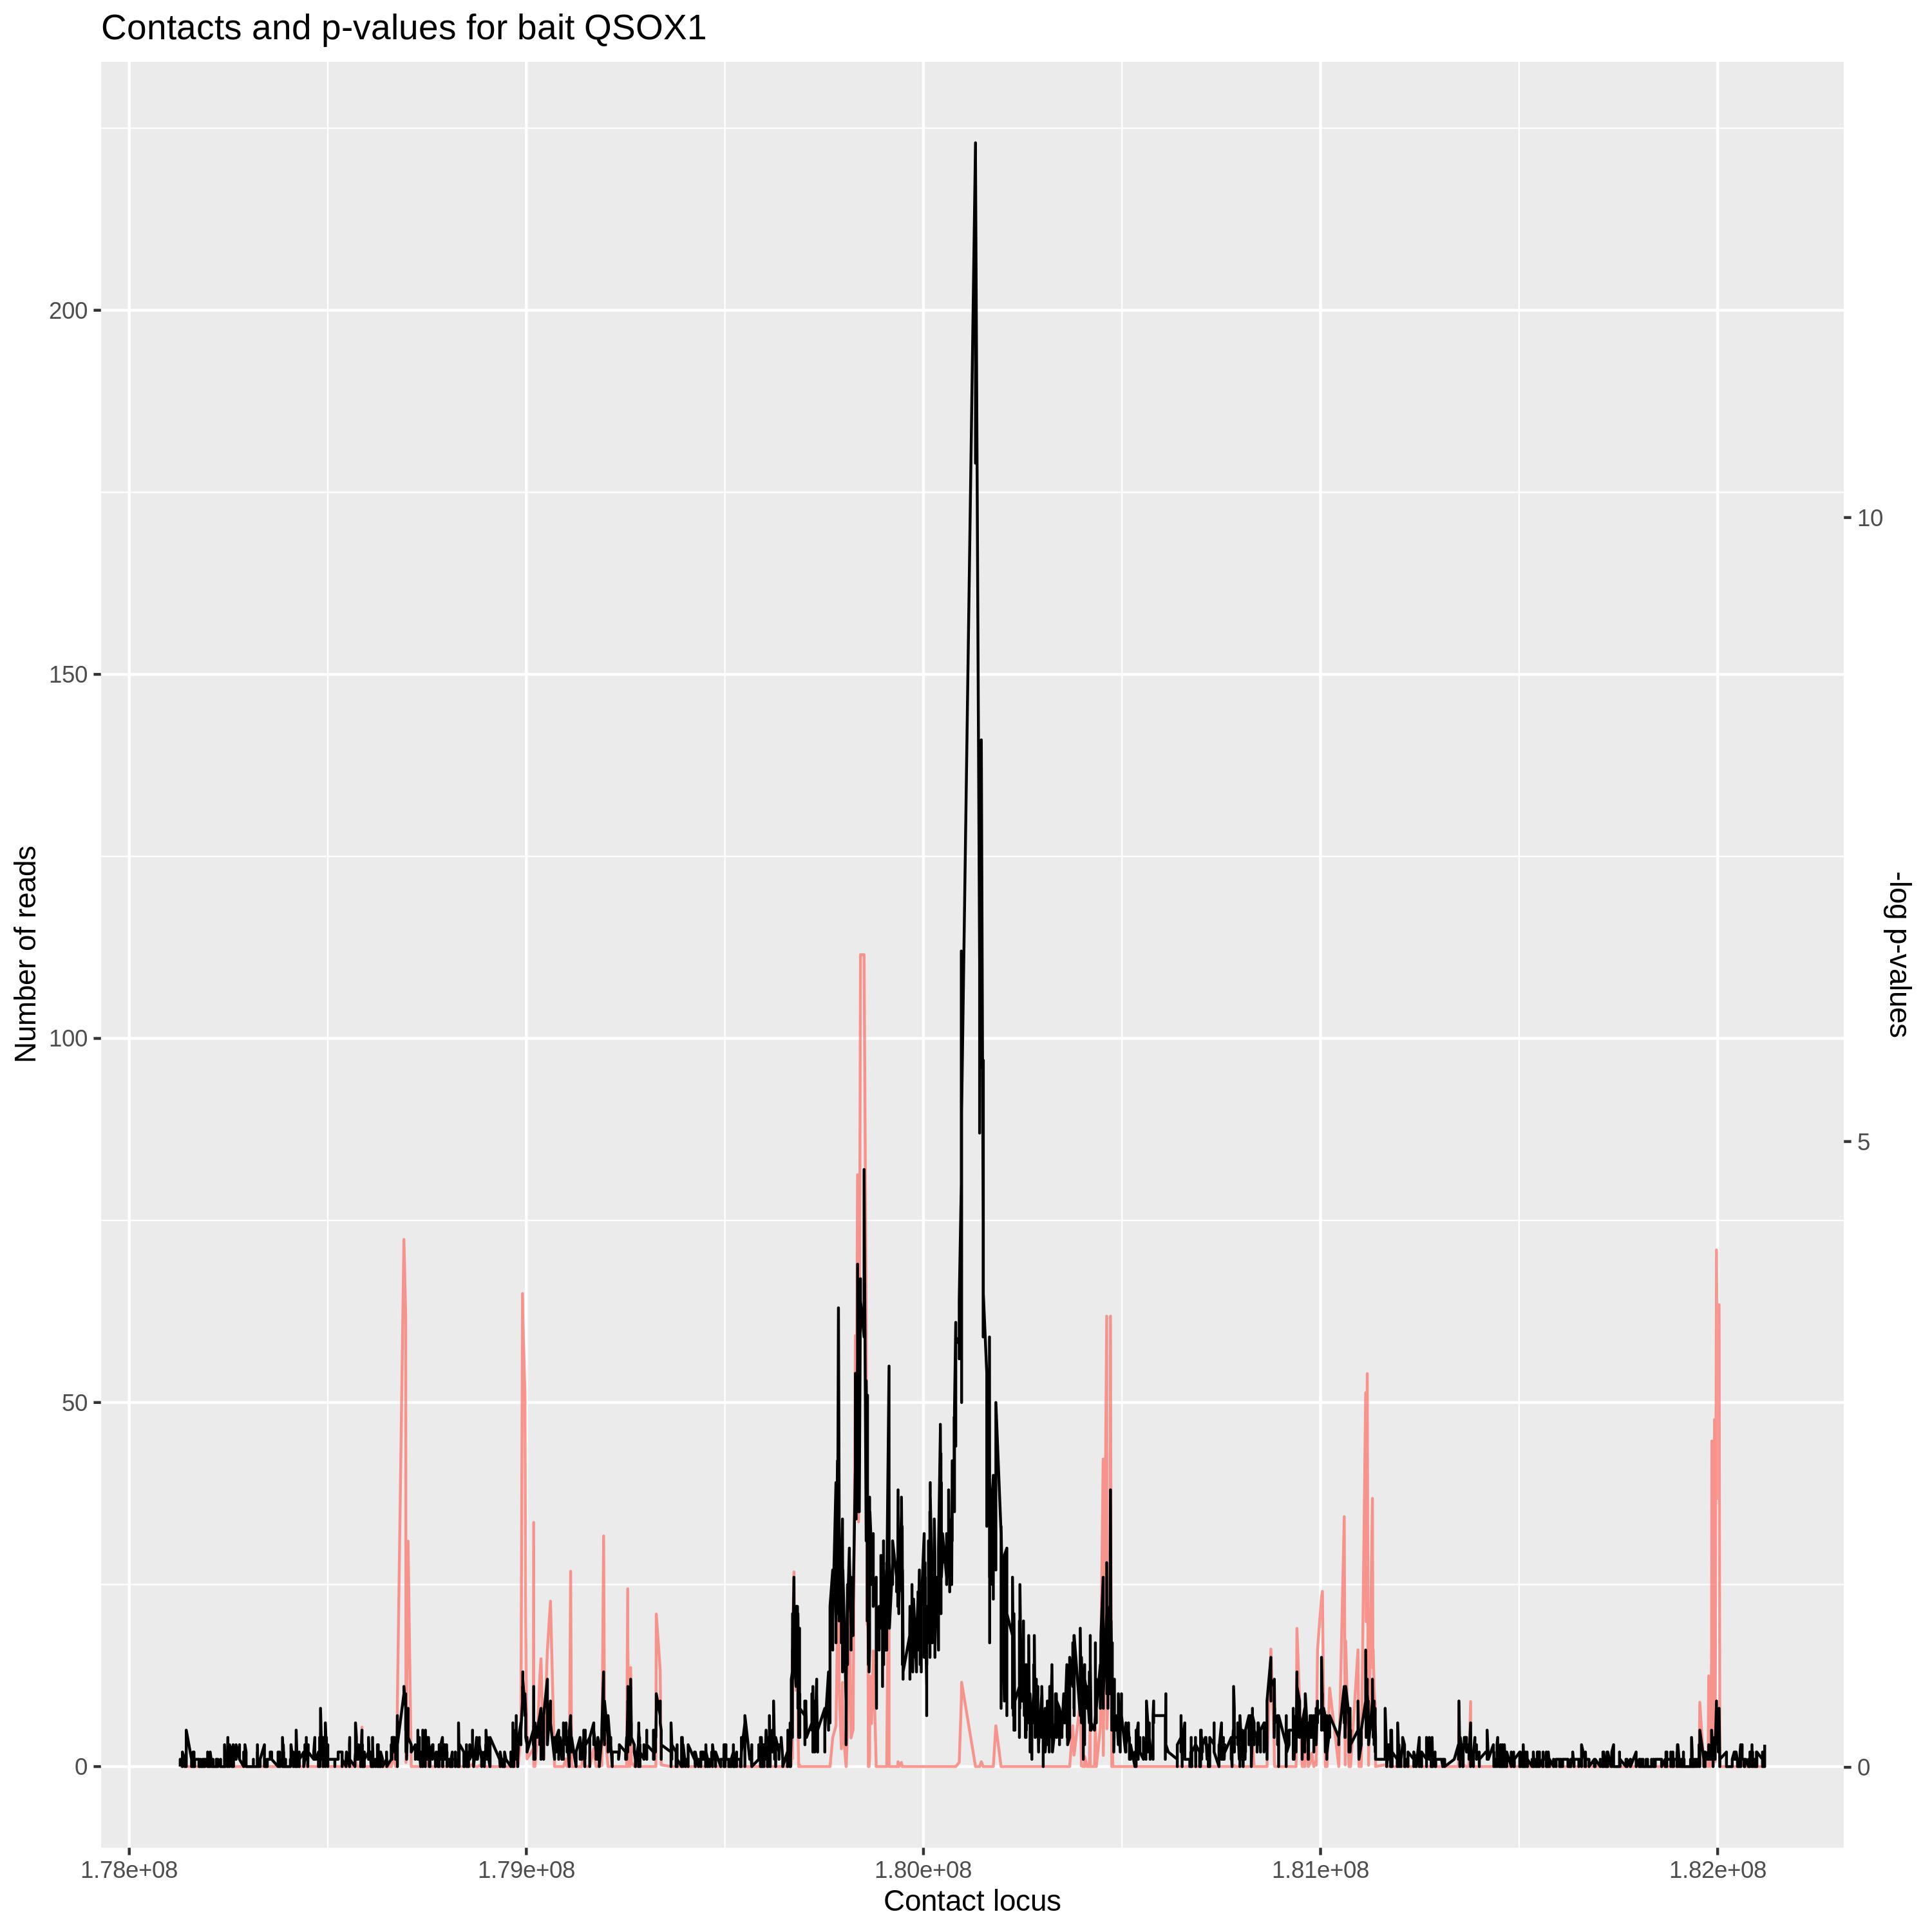 Contacts and p-values for bait QSOX1
Number of reads
200
150
100
50
0
10
5
0
-log p-values
1.78e+08 1.79e+08 1.80e+08 1.81e+08 1.82e+08
Contact locus